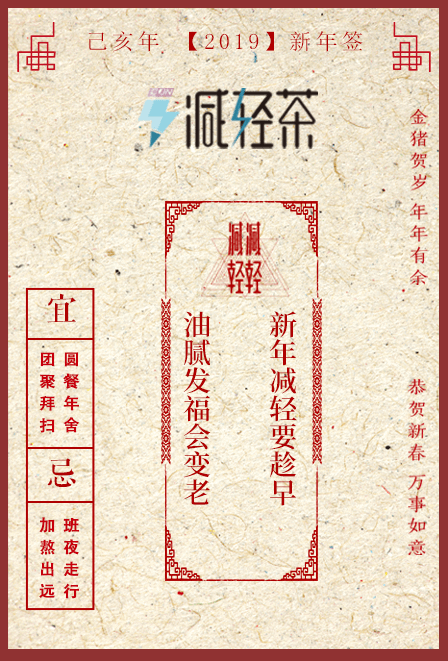 己亥年 【2019】新年签
减轻茶
金猪贺岁 年年有余
恭贺新春 万事如意
减轻
减轻
新年减轻要趁早
油腻发福会变老
宜
团圆
聚餐
拜年
扫舍
忌
加班
熬夜
出走
远行